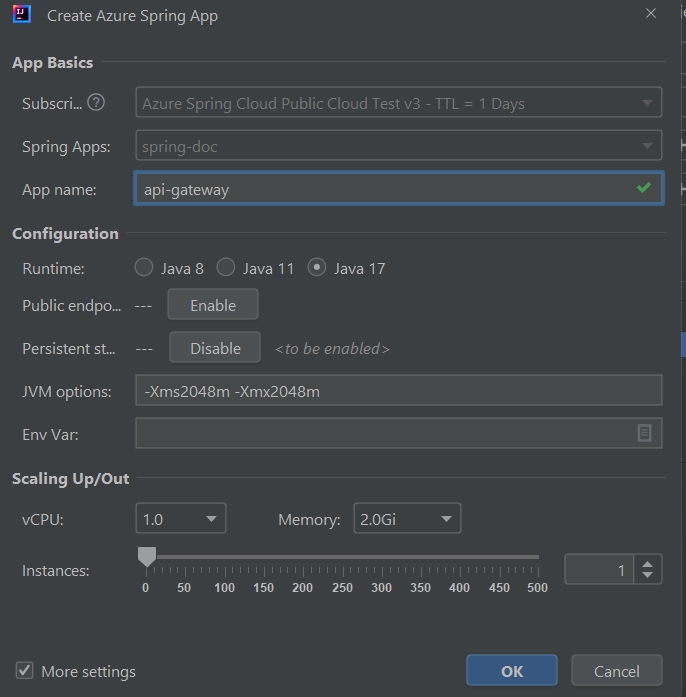 IJ
Create Azure Spring App
App Basics
Subscri... ?
Azure Spring Cloud Public Cloud Test v3 - TTL = 1 Days
Spring Apps:
spring-doc
App name:
api-gateway
Configuration
Runtime:
Java 8
Java 11
Java 17
Public endpo...
---
Enable
Persistent st...
---
Disable
<to be enabled>
JVM options:
-Xms2048m -Xmx2048m
Env Var:
Scaling Up/Out
vCPU:
1.0
Memory:
2.0Gi
Instances:
0 50 100 150 200 250 300 350 400 450 500
1
More settings
OK
Cancel